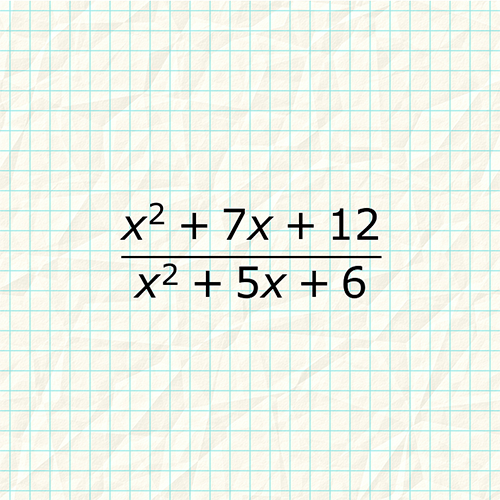 x² + 7x + 12
x² + 5x + 6